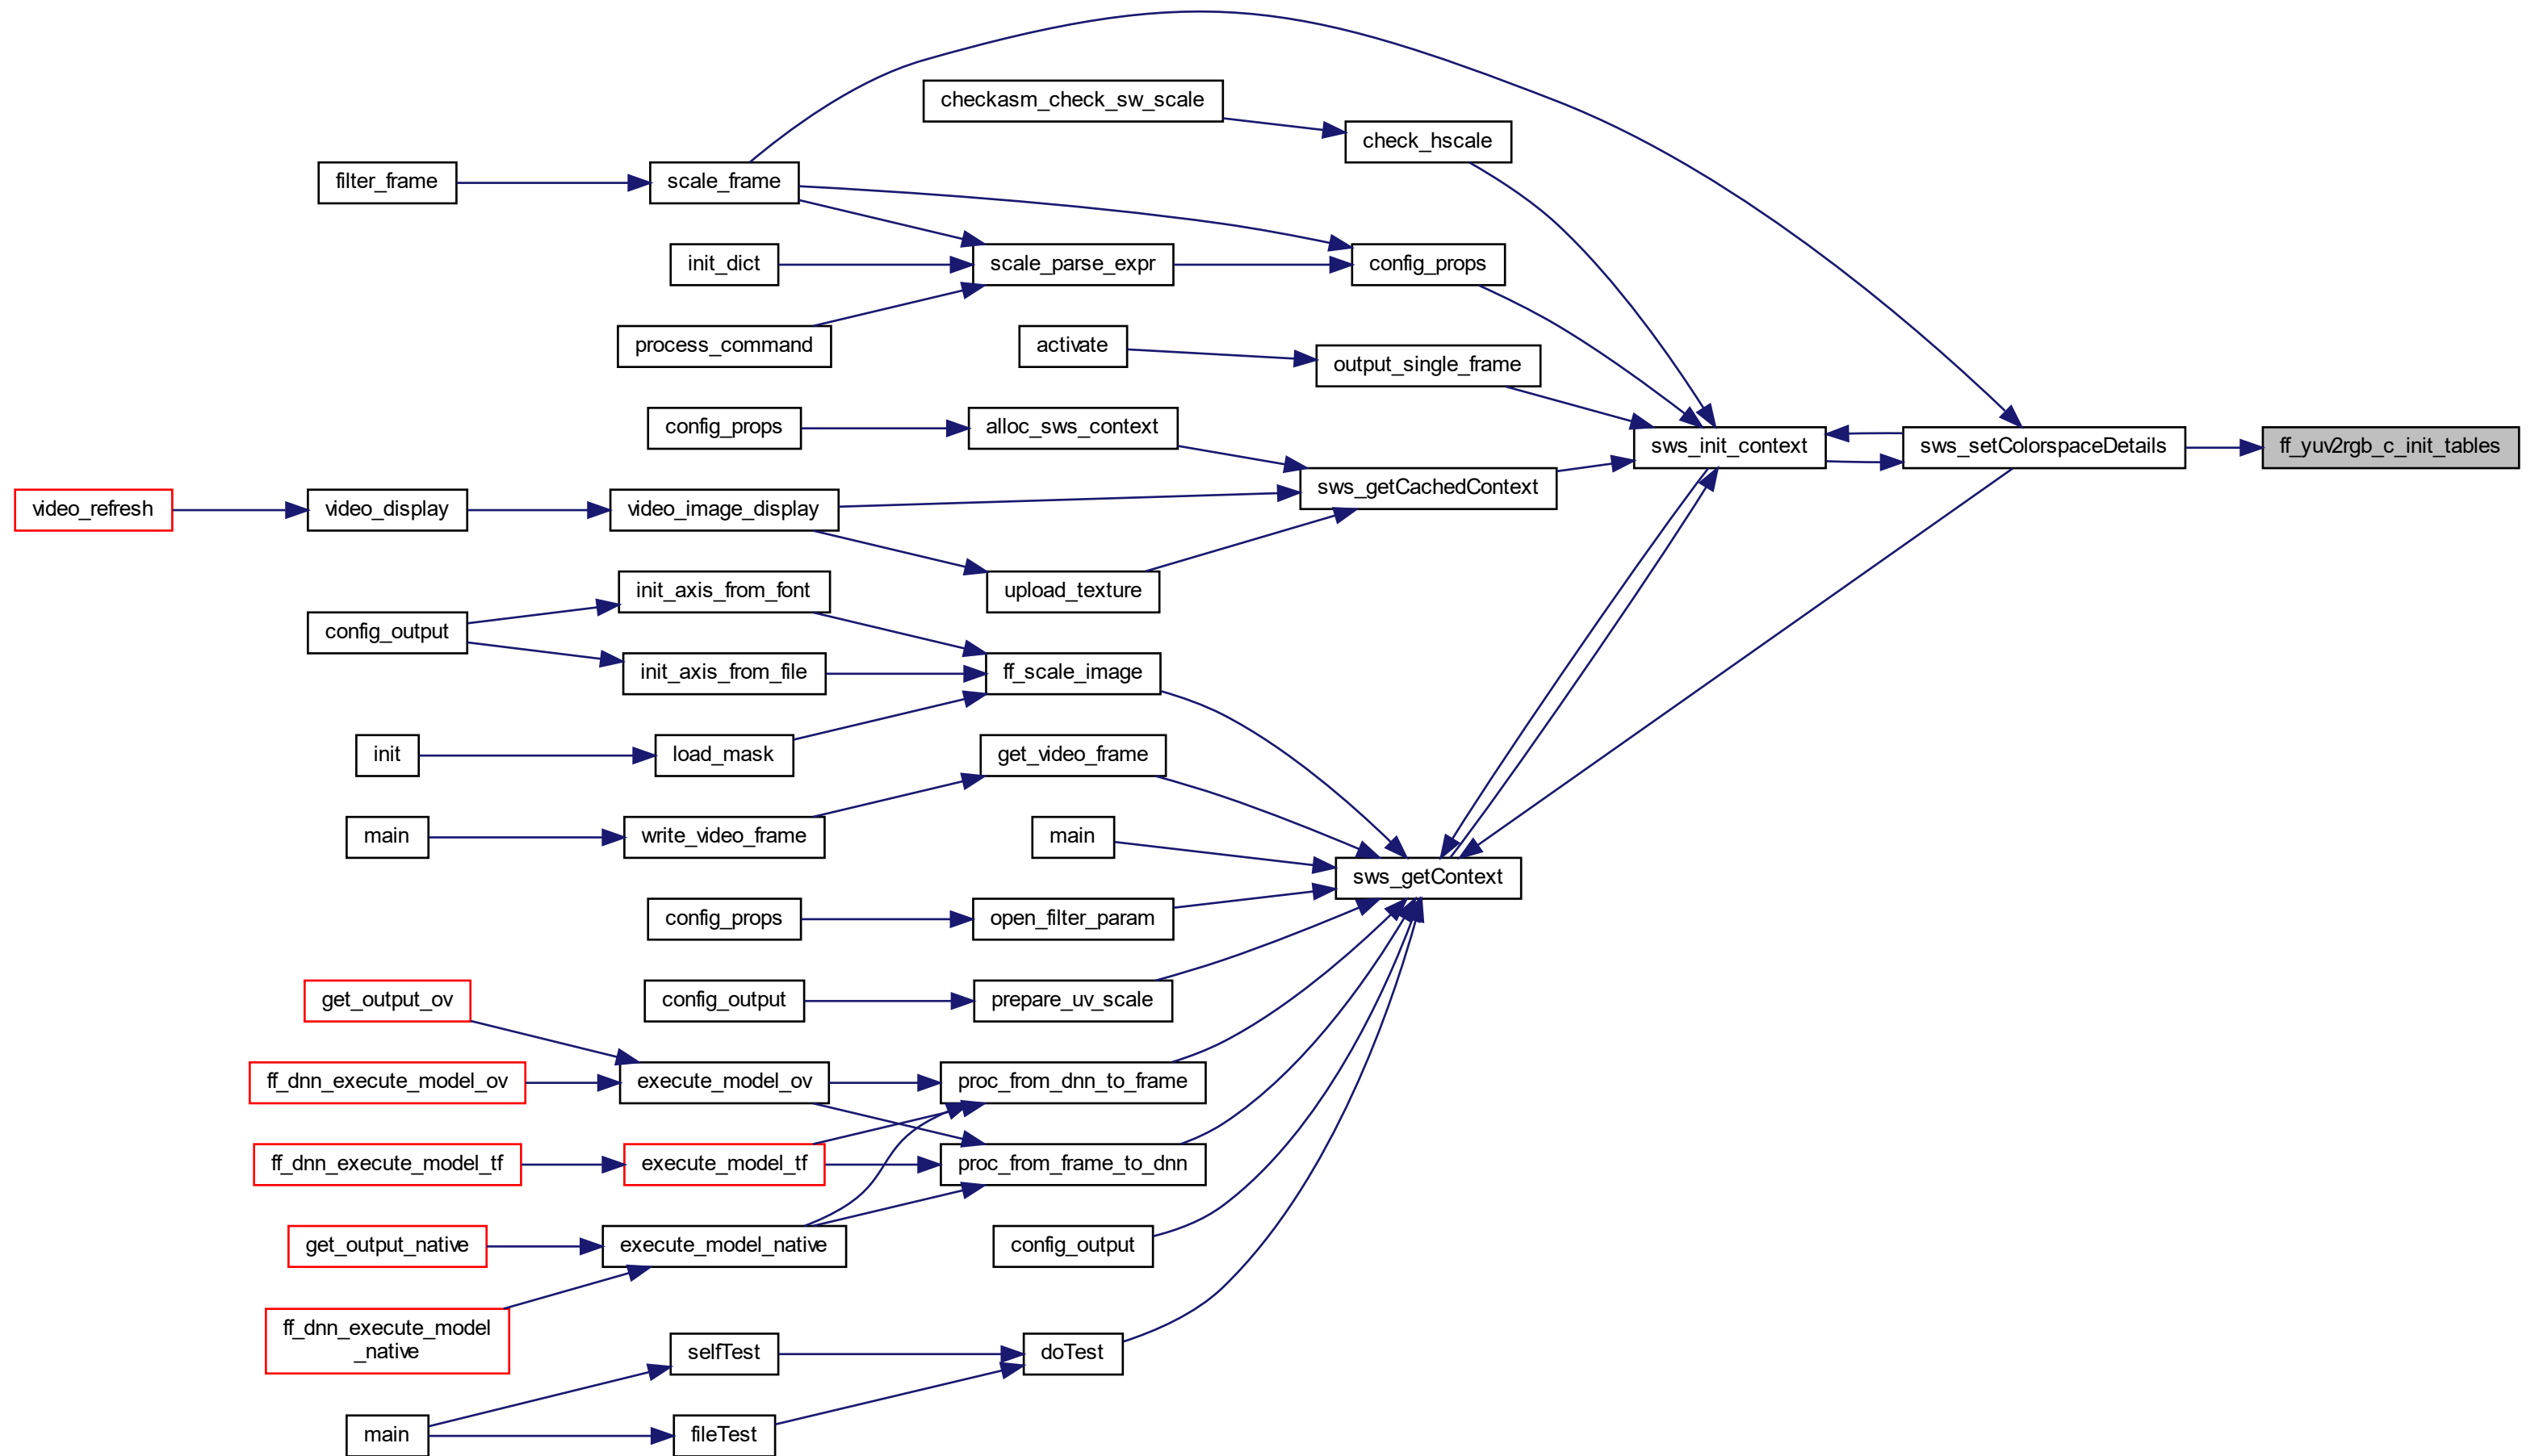 checkasm_check_sw_scale
check_hscale
filter_frame
scale_frame
init_dict
scale_parse_expr
config_props
process_command
activate
output_single_frame
config_props
alloc_sws_context
sws_init_context
sws_setColorspaceDetails
ff_yuv2rgb_c_init_tables
video_refresh
video_display
video_image_display
sws_getCachedContext
init_axis_from_font
upload_texture
config_output
init_axis_from_file
ff_scale_image
init
load_mask
get_video_frame
main
write_video_frame
main
sws_getContext
config_props
open_filter_param
get_output_ov
config_output
prepare_uv_scale
ff_dnn_execute_model_ov
execute_model_ov
proc_from_dnn_to_frame
ff_dnn_execute_model_tf
execute_model_tf
proc_from_frame_to_dnn
get_output_native
execute_model_native
config_output
ff_dnn_execute_model
_native
selfTest
doTest
main
fileTest